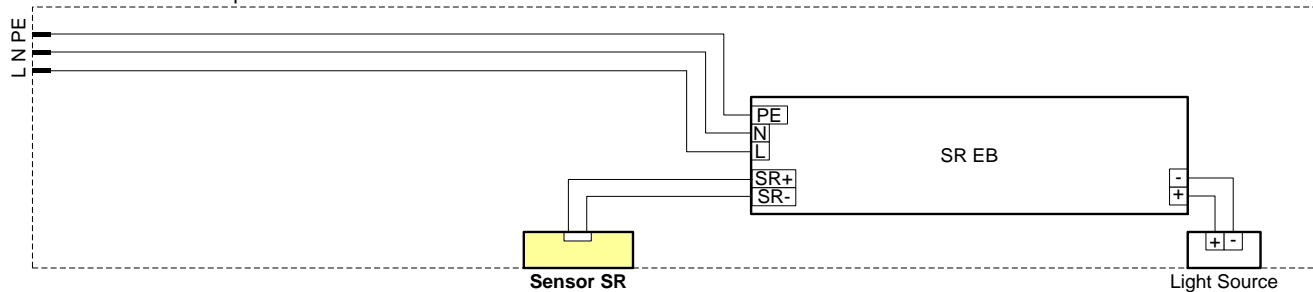 L N PE
PE
N
L
SR EB
SR+
SR-
-
+
+ -
Sensor SR
Light Source